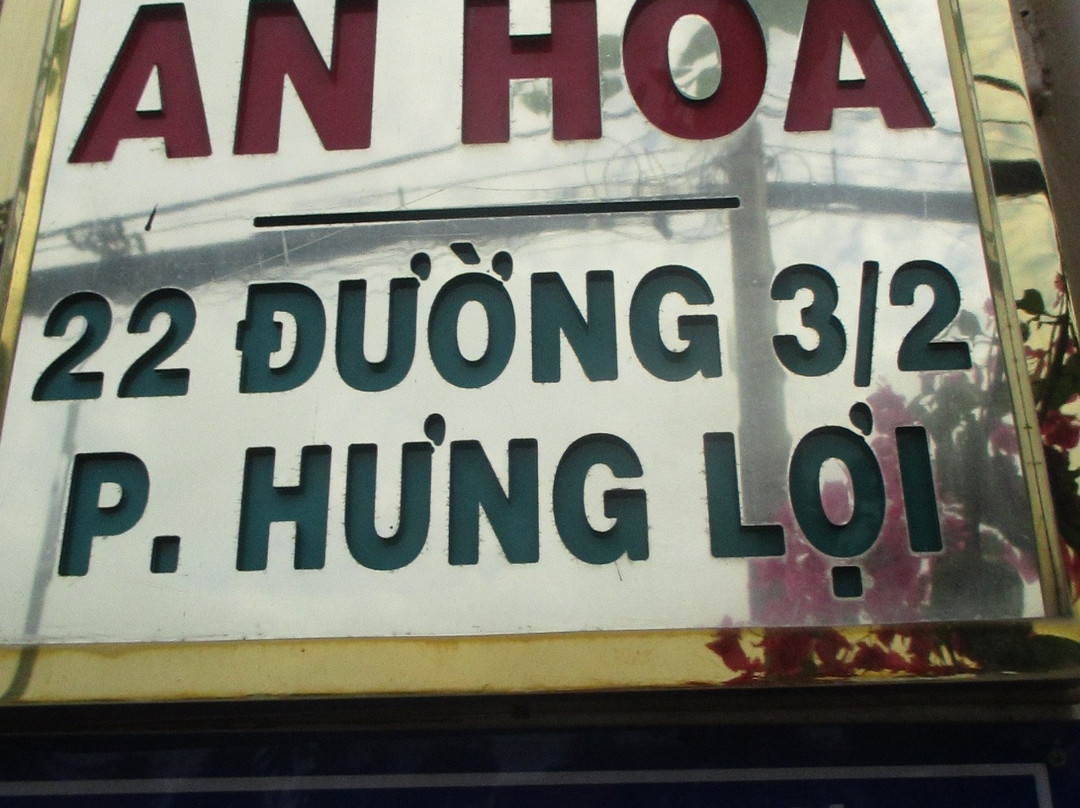 AN HOA
22 ĐƯỜNG 3/2
P. HƯNG LỢI